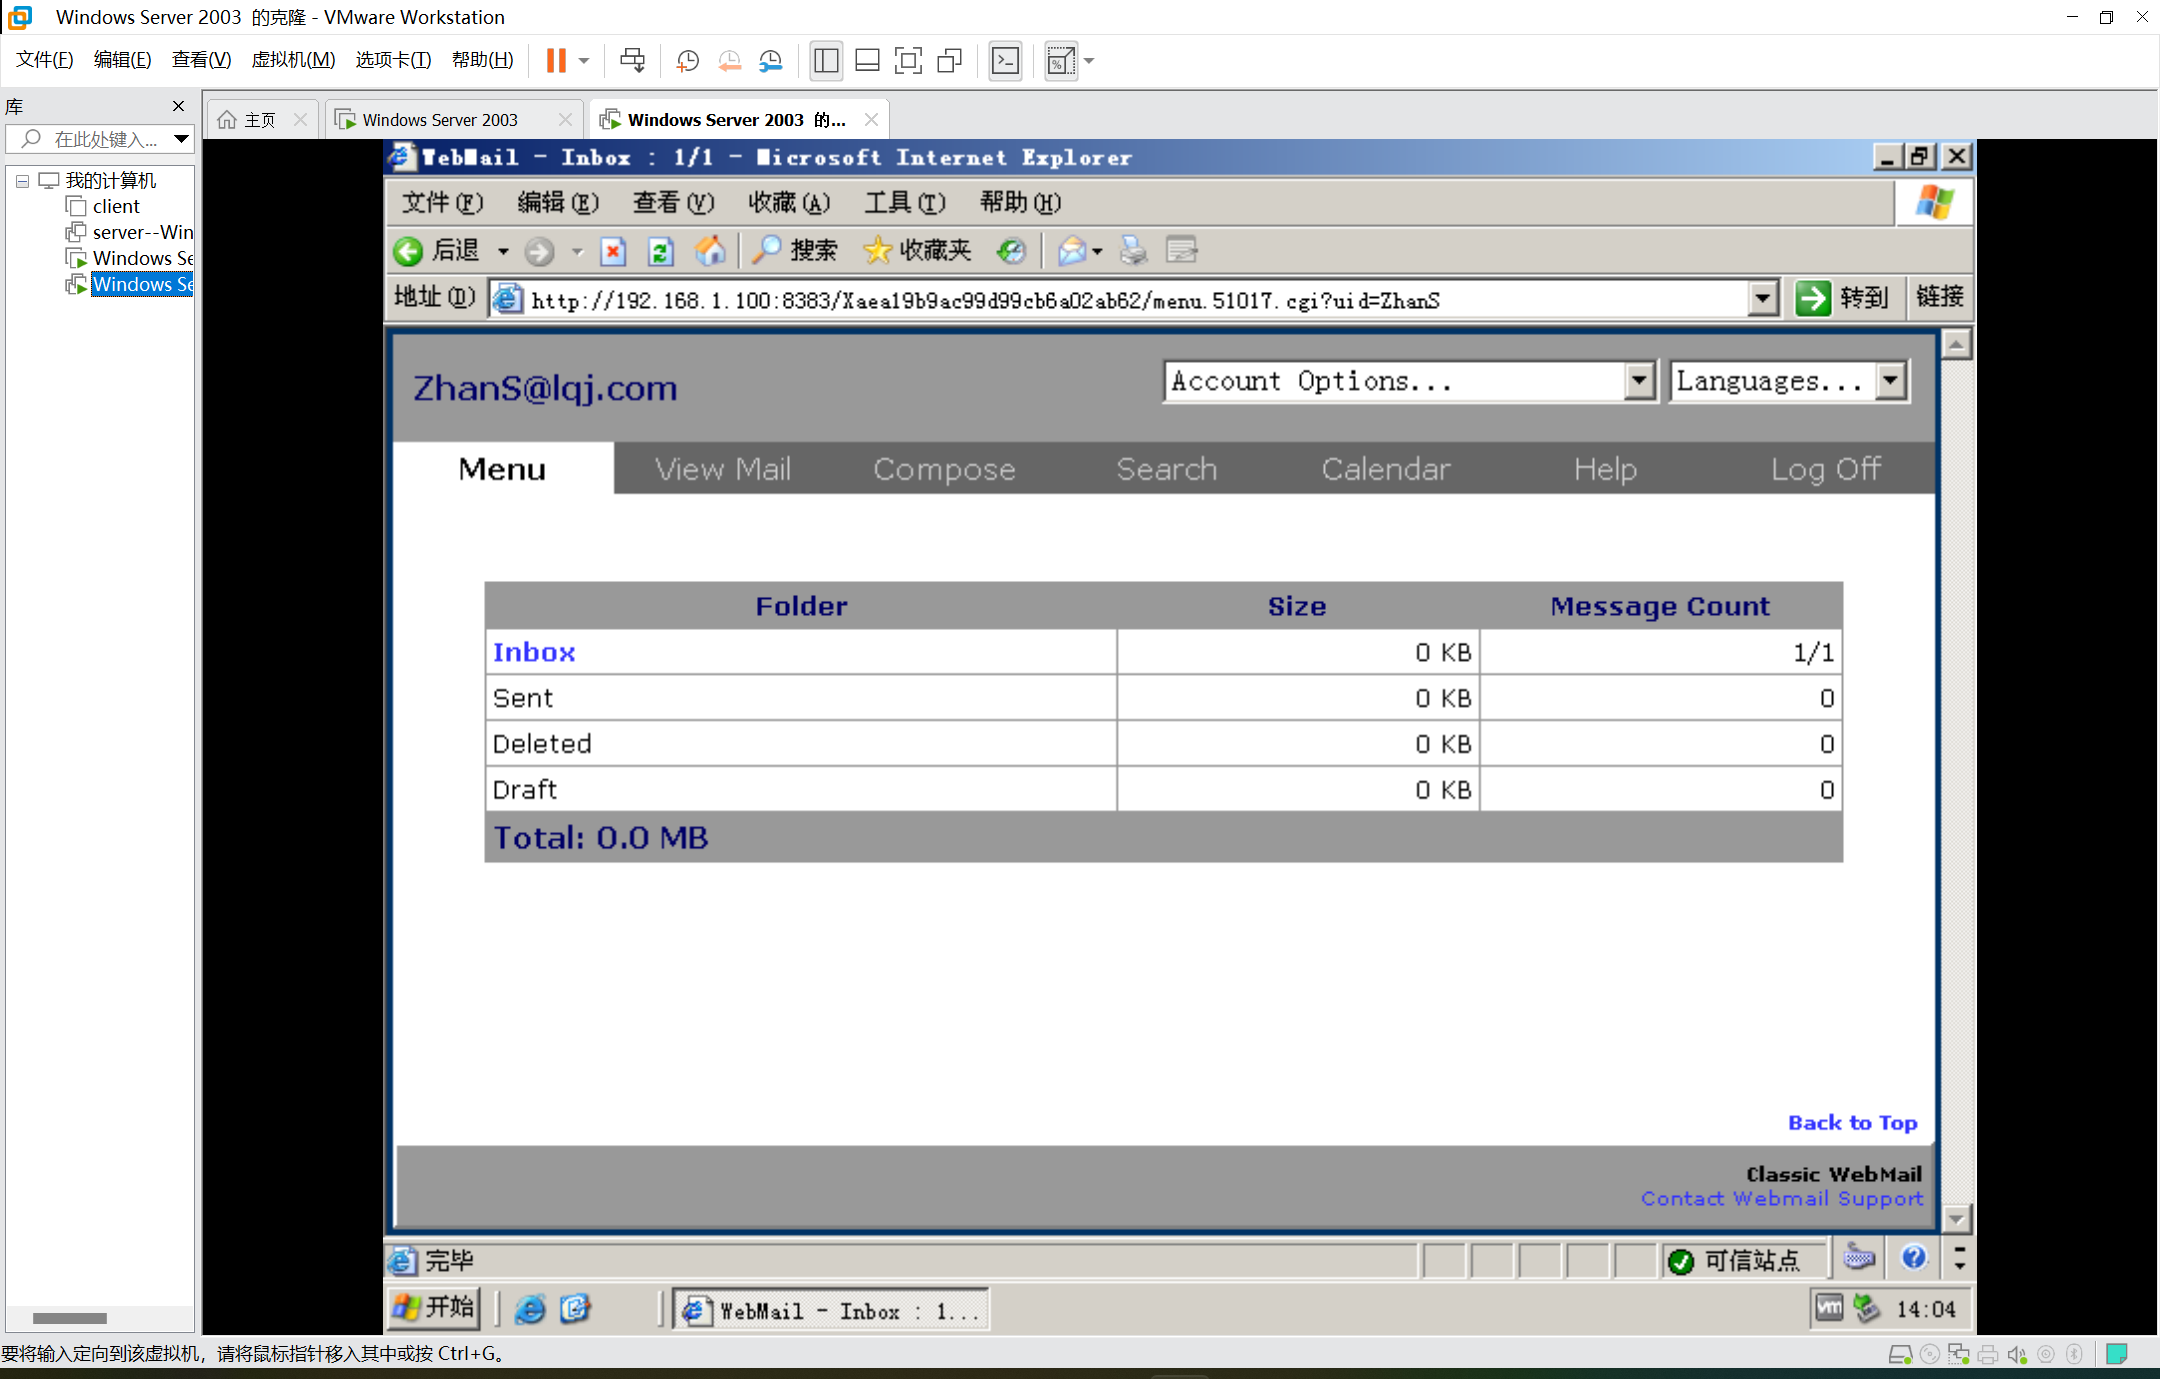 Windows Server 2003 的克隆 - VMware Workstation
文件(F) 编辑(E) 查看(V) 虚拟机(M) 选项卡(T) 帮助(H)
库
在此处键入...
主页
Windows Server 2003
Windows Server 2003 的...
我的计算机
client
server--Win
Windows Se
Windows Se
WebMail - Inbox : 1/1 - Microsoft Internet Explorer
文件(F) 编辑(E) 查看(V) 收藏(A) 工具(T) 帮助(H)
后退 搜索 收藏夹
地址(D) http://192.168.1.100:8383/Xaea19b9ac99d99cb6a02ab62/menu.51017.cgi?uid=ZhanS 转到 链接
ZhanS@lqj.com Account Options... Languages...
Menu View Mail Compose Search Calendar Help Log Off
Folder Size Message Count
Inbox 0 KB 1/1
Sent 0 KB 0
Deleted 0 KB 0
Draft 0 KB 0
Total: 0.0 MB
Back to Top
Classic WebMail
Contact Webmail Support
完毕 可信站点
开始 WebMail - Inbox : 1... vm 14:04
要将输入定向到该虚拟机，请将鼠标指针移入其中或按 Ctrl+G。